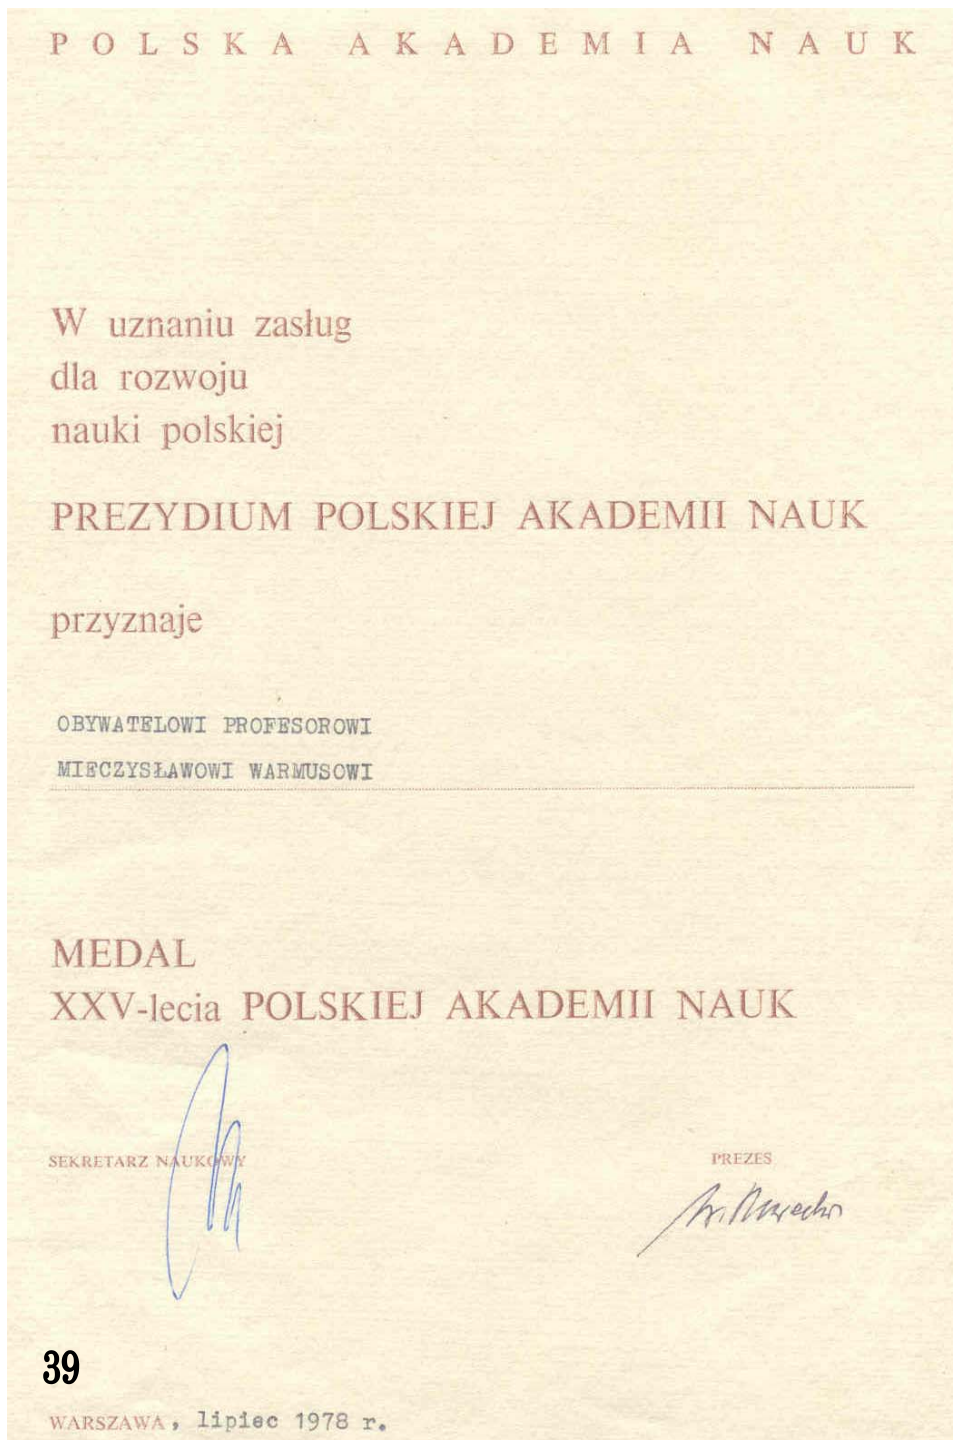 POLSKA AKADEMIA NAUK
W uznaniu zasług
dla rozwoju
nauki polskiej
PREZYDIUM POLSKIEJ AKADEMII NAUK
przyznaje
OBYWATELOWI PROFESOROWI
MIECZYSŁAWOWI WARMUSOWI
MEDAL
XXV-lecia POLSKIEJ AKADEMII NAUK
SEKRETARZ NAUKOWY
PREZES
39
WARSZAWA, lipiec 1978 r.